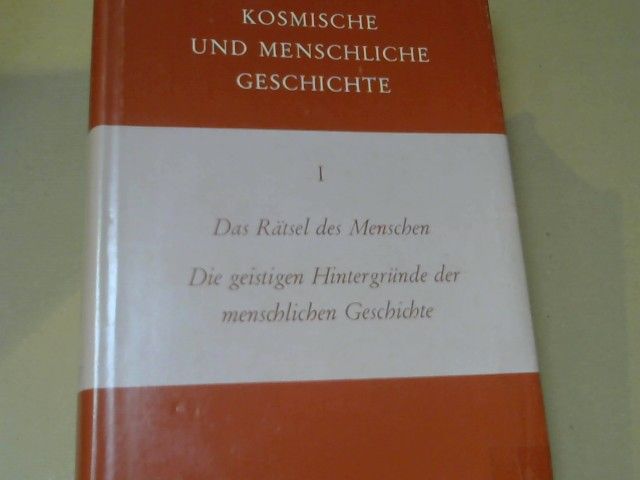 KOSMISCHE
UND MENSCHLICHE
GESCHICHTE
I
Das Rätsel des Menschen
Die geistigen Hintergründe der
menschlichen Geschichte